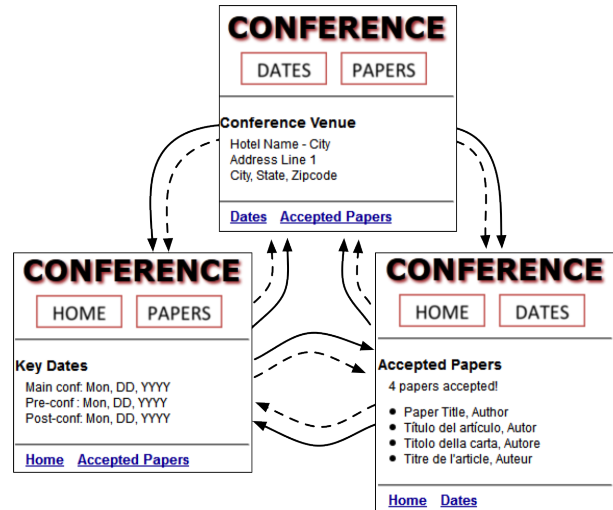 CONFERENCE
DATES PAPERS
Conference Venue
Hotel Name - City
Address Line 1
City, State, Zipcode
Dates Accepted Papers
CONFERENCE
HOME PAPERS
Key Dates
Main conf: Mon, DD, YYYY
Pre-conf : Mon, DD, YYYY
Post-conf: Mon, DD, YYYY
Home Accepted Papers
CONFERENCE
HOME DATES
Accepted Papers
4 papers accepted!
Paper Title, Author
Título del artículo, Autor
Titolo della carta, Autore
Titre de l'article, Auteur
Home Dates